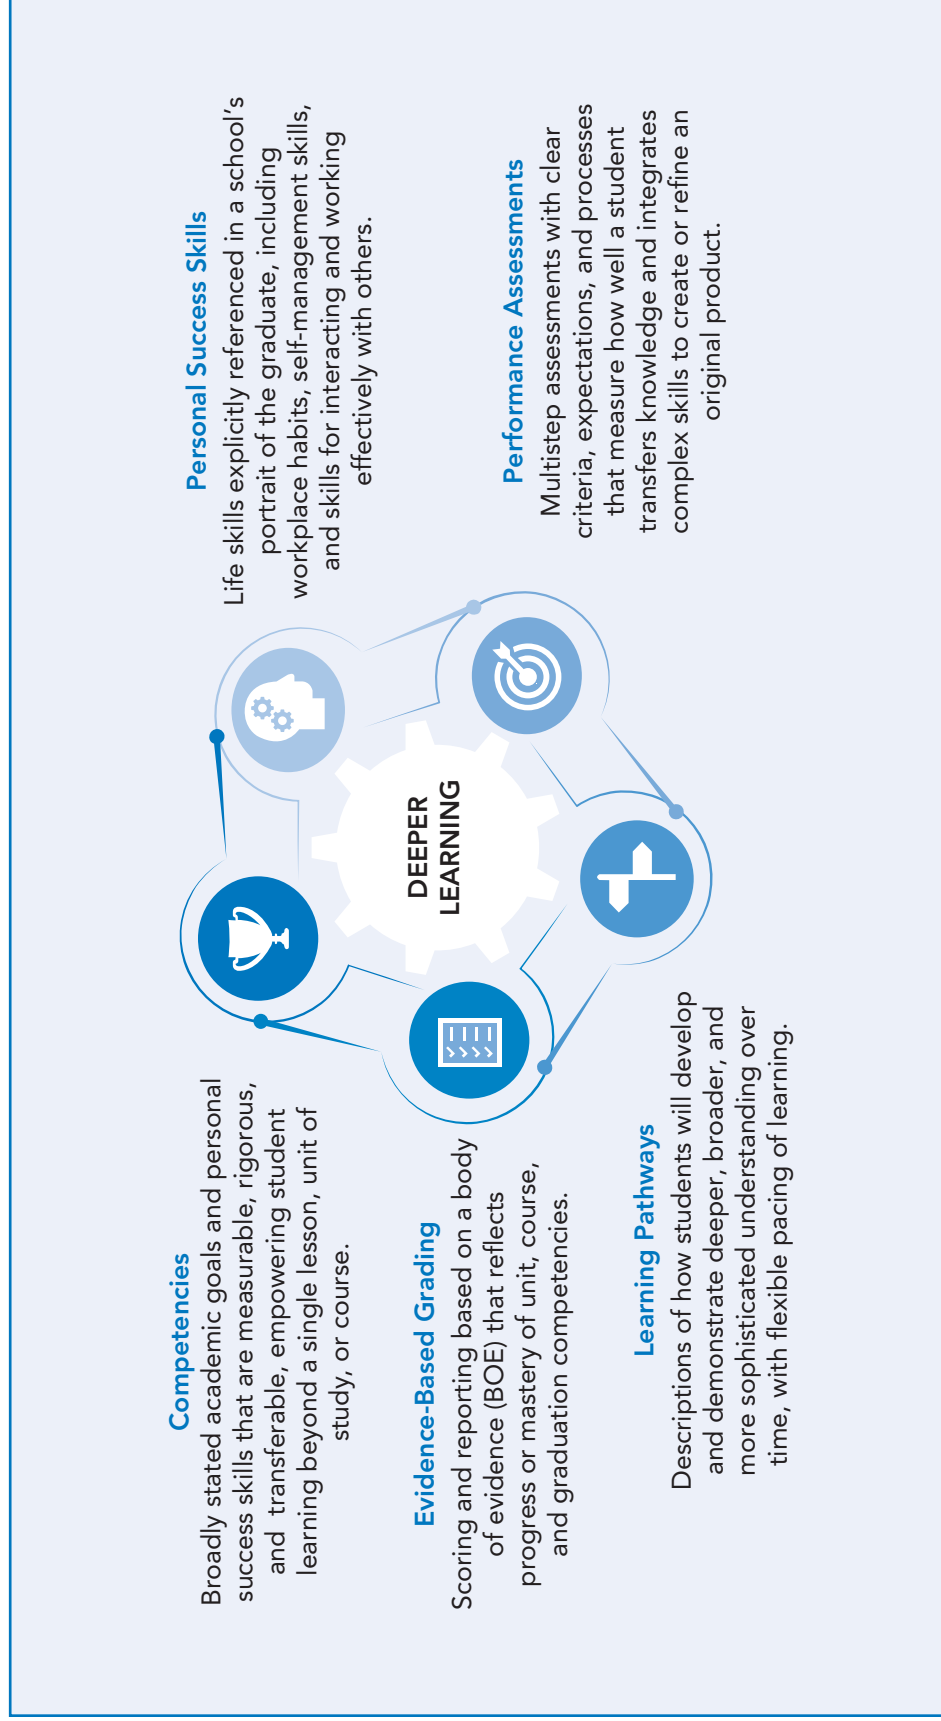 Competencies
Broadly stated academic goals and personal
success skills that are measurable, rigorous,
and transferable, empowering student
learning beyond a single lesson, unit of
study, or course.
Personal Success Skills
Life skills explicitly referenced in a school's
portrait of the graduate, including
workplace habits, self-management skills,
and skills for interacting and working
effectively with others.
Evidence-Based Grading
Scoring and reporting based on a body
of evidence (BOE) that reflects
progress or mastery of unit, course,
and graduation competencies.
DEEPER
LEARNING
Performance Assessments
Multistep assessments with clear
criteria, expectations, and processes
that measure how well a student
transfers knowledge and integrates
complex skills to create or refine an
original product.
Learning Pathways
Descriptions of how students will develop
and demonstrate deeper, broader, and
more sophisticated understanding over
time, with flexible pacing of learning.